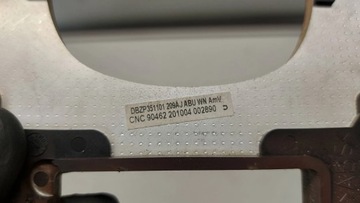 DBZP351101 209AJ ABU WN AmV
CNC 90462 201004 002890